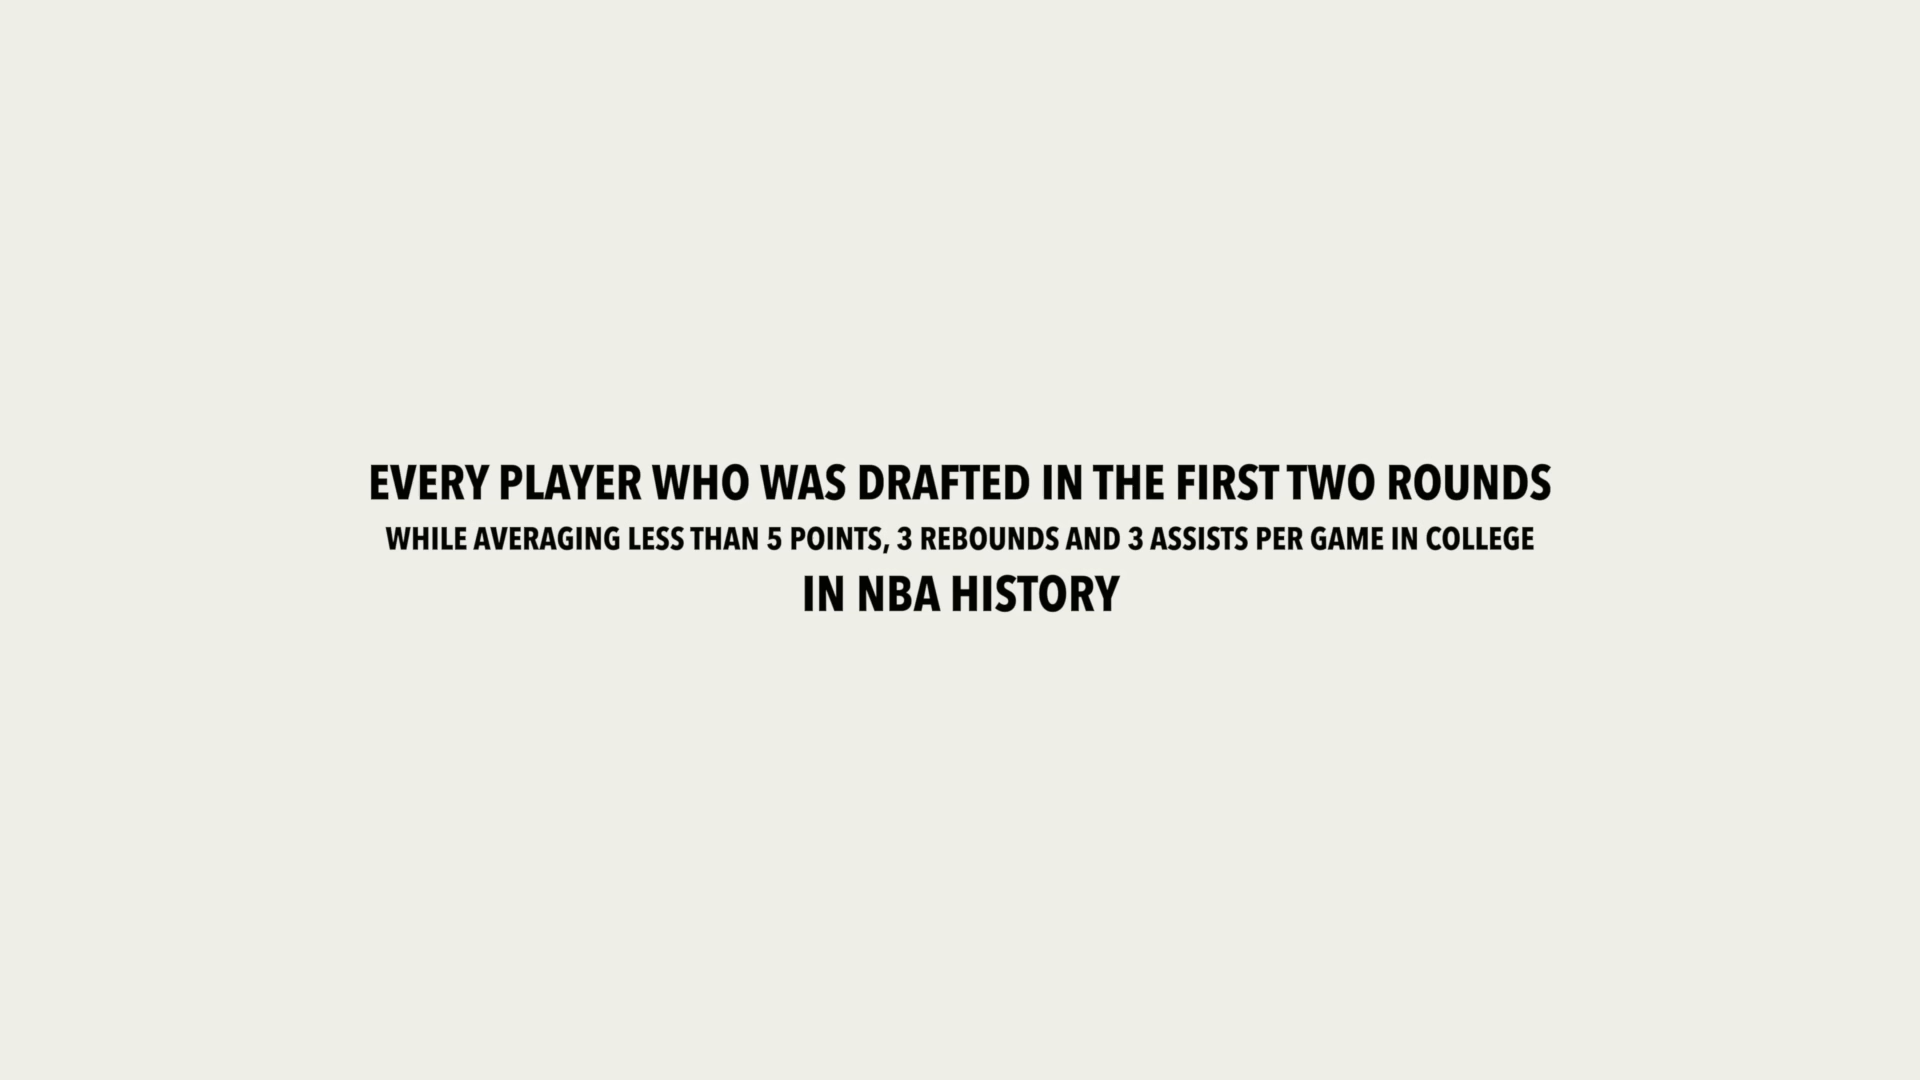 EVERY PLAYER WHO WAS DRAFTED IN THE FIRST TWO ROUNDS
WHILE AVERAGING LESS THAN 5 POINTS, 3 REBOUNDS AND 3 ASSISTS PER GAME IN COLLEGE
IN NBA HISTORY